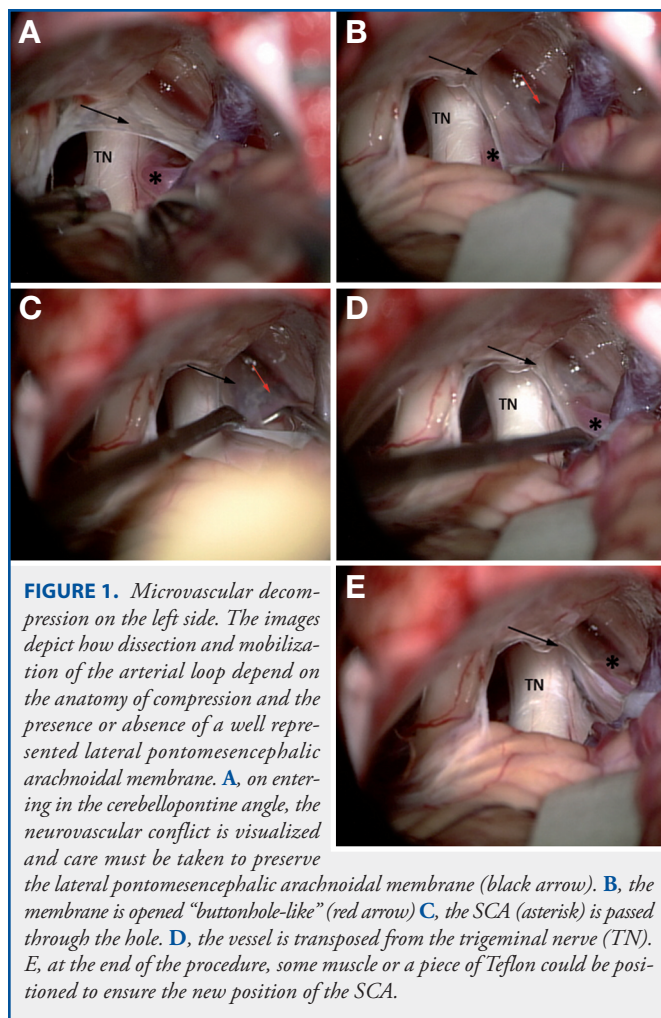 A
TN
*
B
TN
*
C
D
TN
*
E
TN
*
FIGURE 1. Microvascular decom-
pression on the left side. The images
depict how dissection and mobiliza-
tion of the arterial loop depend on
the anatomy of compression and the
presence or absence of a well repre-
sented lateral pontomesencephalic
arachnoidal membrane. A, on enter-
ing in the cerebellopontine angle, the
neurovascular conflict is visualized
and care must be taken to preserve
the lateral pontomesencephalic arachnoidal membrane (black arrow). B, the
membrane is opened “buttonhole-like” (red arrow) C, the SCA (asterisk) is passed
through the hole. D, the vessel is transposed from the trigeminal nerve (TN).
E, at the end of the procedure, some muscle or a piece of Teflon could be posi-
tioned to ensure the new position of the SCA.